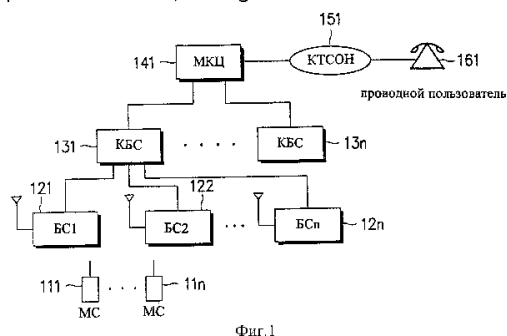 151
141 МКЦ КТСОН 161
проводной пользователь
131 КБС . . . . КБС 13n
121 122
БС1 БС2 ... БСn 12n
111 . . . 11n
МС МС
Фиг.1